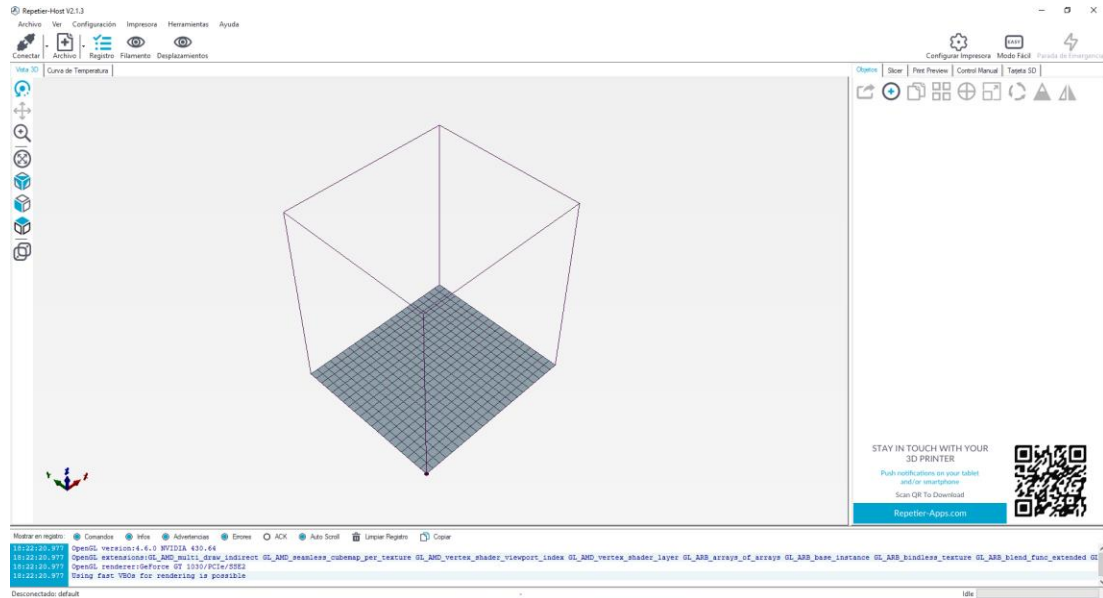 Repetier-Host V2.1.3
Archivo Ver Configuración Impresora Herramientas Ayuda
Conectar Archivo Registro Filamento Desplazamientos Configurar Impresora EASY Modo Fácil Parada de Emergencia
Vista 3D Curva de Temperatura Objetos Slicer Print Preview Control Manual Tarjeta SD
STAY IN TOUCH WITH YOUR
3D PRINTER
Push notifications on your tablet
and/or smartphone
Scan QR To Download
Repetier-Apps.com
Mostrar en registro: Comandos Infos Advertencias Errores ACK Auto Scroll Limpiar Registro Copiar
18:22:20.977 OpenGL version:4.6.0 NVIDIA 430.64
18:22:20.977 OpenGL extensions:GL_AMD_multi_draw_indirect GL_AMD_seamless_cubemap_per_texture GL_AMD_vertex_shader_viewport_index GL_AMD_vertex_shader_layer GL_ARB_arrays_of_arrays GL_ARB_base_instance GL_ARB_bindless_texture GL_ARB_blend_func_extended
18:22:20.977 OpenGL renderer:GeForce GT 1030/PCIe/SSE2
18:22:20.977 Using fast VBOs for rendering is possible
Desconectado: default - Idle